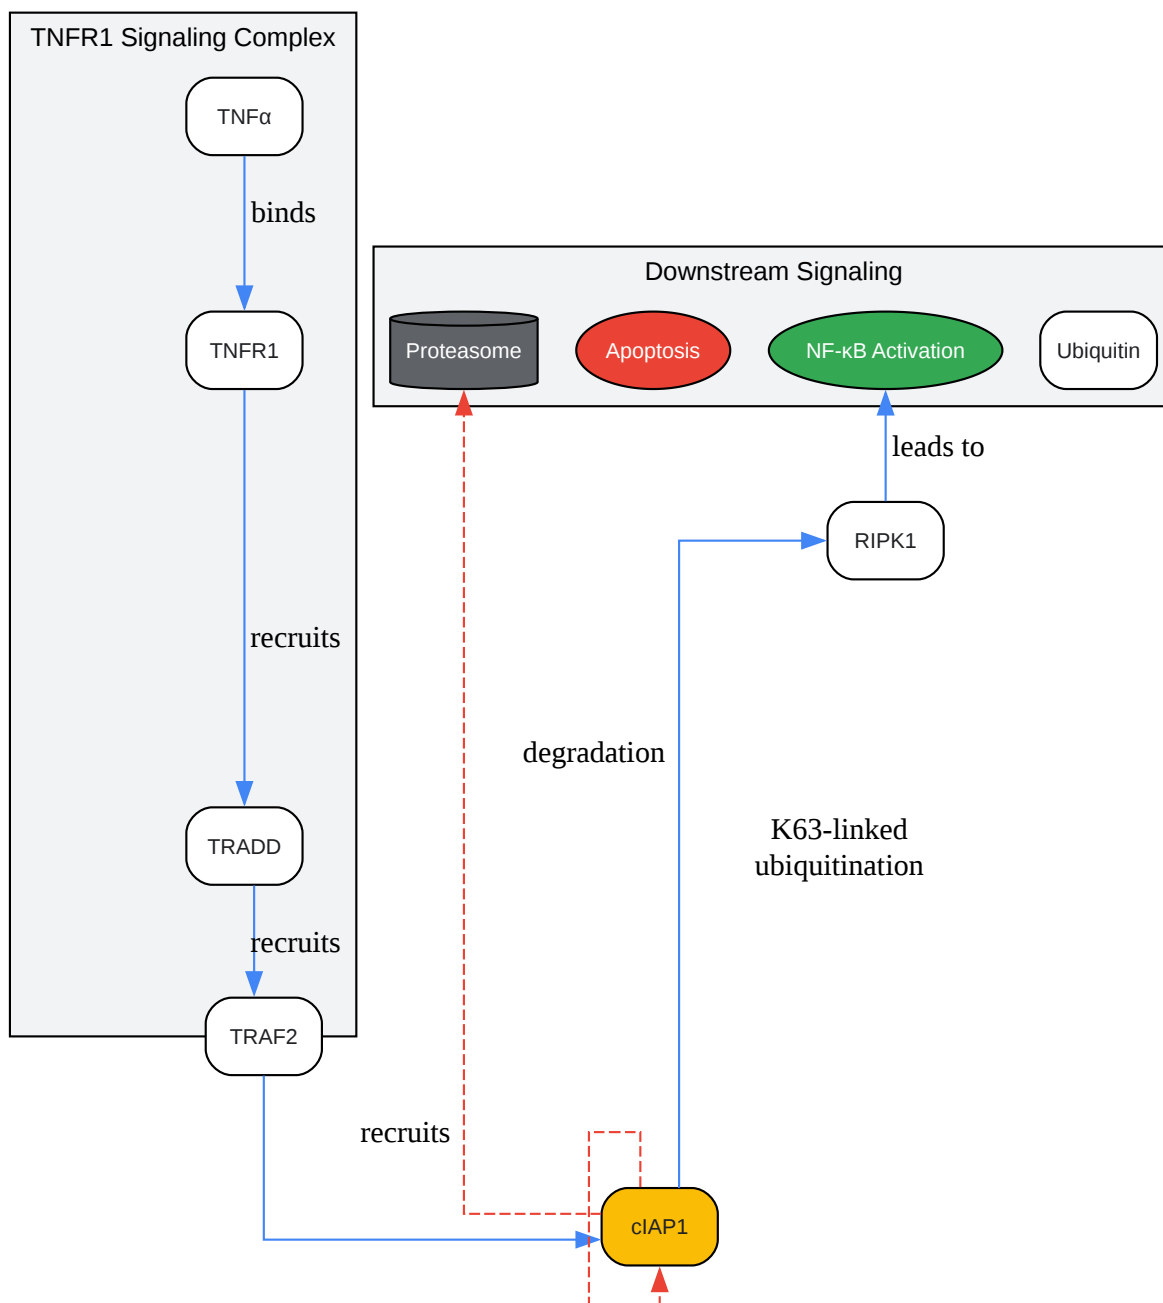 TNFR1 Signaling Complex
TNFα
binds
TNFR1
recruits
TRADD
recruits
TRAF2
Downstream Signaling
Proteasome
Apoptosis
NF-κB Activation
Ubiquitin
leads to
RIPK1
degradation
K63-linked
ubiquitination
recruits
cIAP1